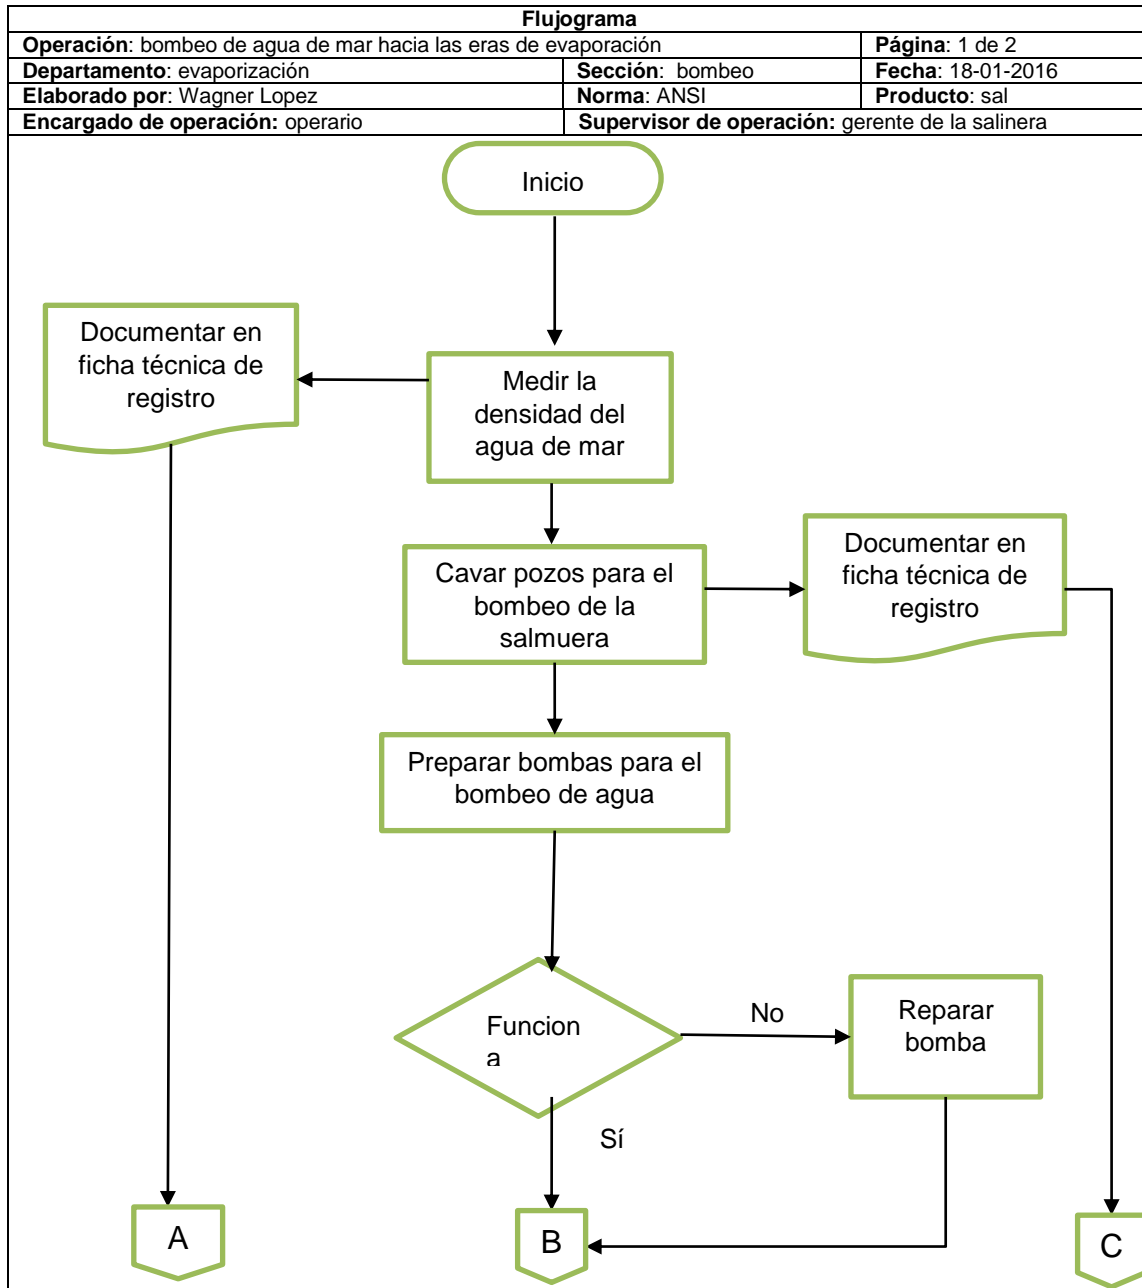 Flujograma
Operación: bombeo de agua de mar hacia las eras de evaporación Página: 1 de 2
Departamento: evaporización Sección: bombeo Fecha: 18-01-2016
Elaborado por: Wagner Lopez Norma: ANSI Producto: sal
Encargado de operación: operario Supervisor de operación: gerente de la salinera
Inicio
Documentar en
ficha técnica de
registro
Medir la
densidad del
agua de mar
Cavar pozos para el
bombeo de la
salmuera
Documentar en
ficha técnica de
registro
Preparar bombas para el
bombeo de agua
Funcion
a
No
Reparar
bomba
Sí
A
B
C